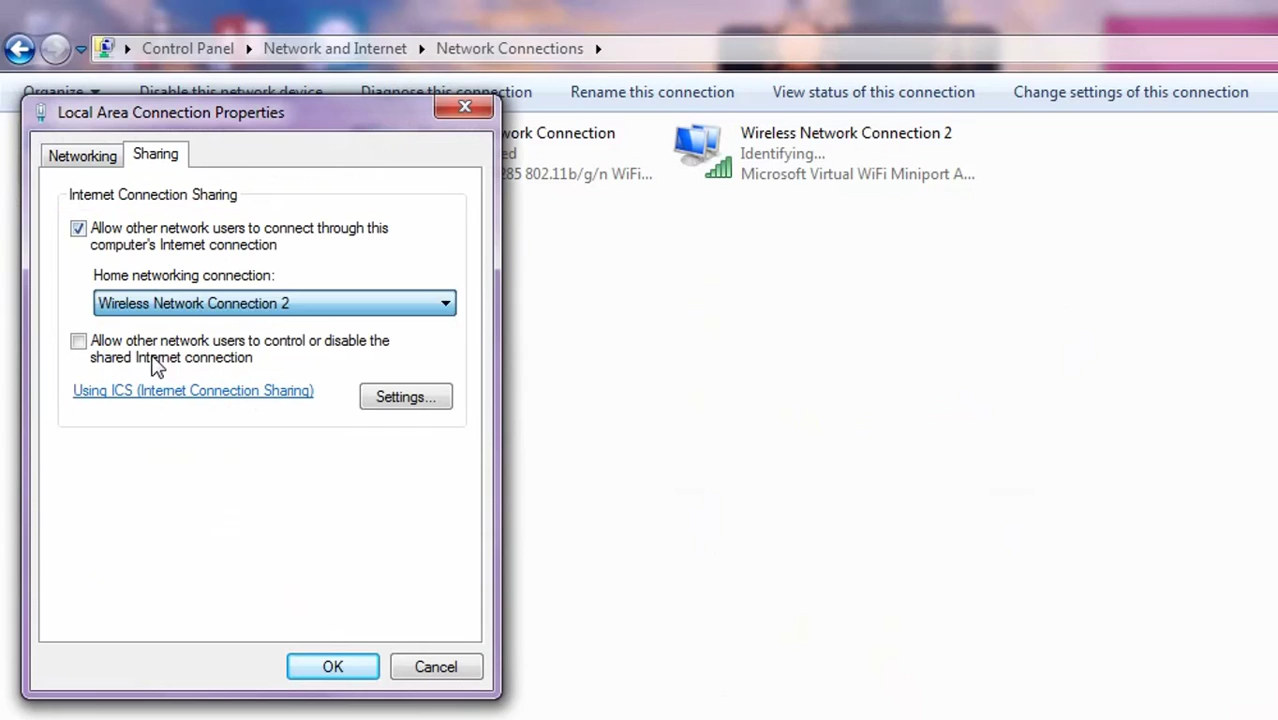 Control Panel Network and Internet Network Connections
Organize Disable this network device Diagnose this connection Rename this connection View status of this connection Change settings of this connection
Local Area Connection Properties
Networking Sharing
Internet Connection Sharing
Allow other network users to connect through this
computer's Internet connection
Home networking connection:
Wireless Network Connection 2
Allow other network users to control or disable the
shared Internet connection
Using ICS (Internet Connection Sharing)
Settings...
OK Cancel
Connection
285 802.11b/g/n WiFi...
Wireless Network Connection 2
Identifying...
Microsoft Virtual WiFi Miniport A...